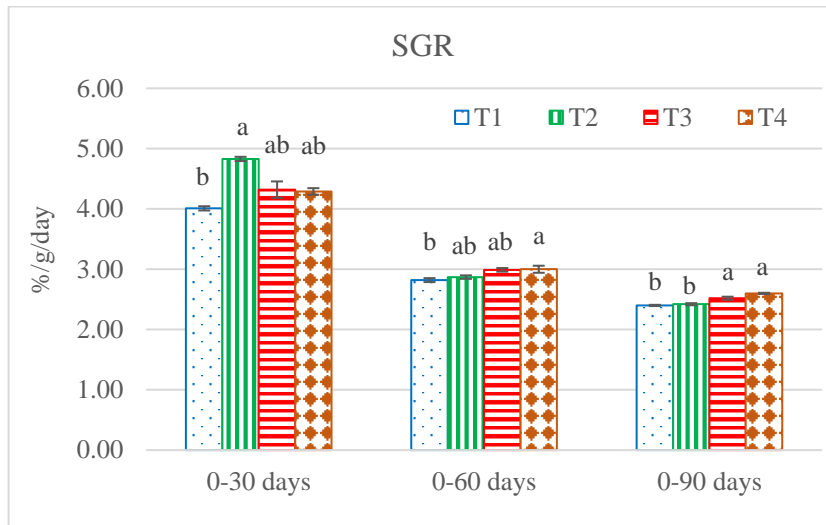 SGR
%/g/day
6.00
5.00
4.00
3.00
2.00
1.00
0.00
T1 T2 T3 T4
b a ab ab
b ab ab a
b b a a
0-30 days 0-60 days 0-90 days